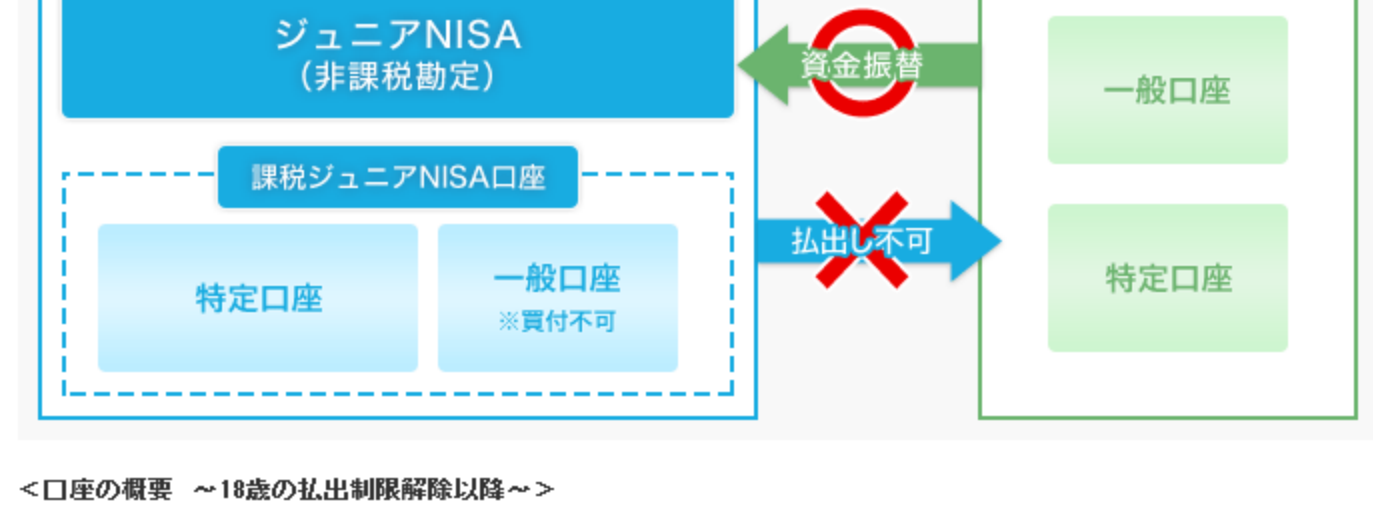 ジュニアNISA
（非課税勘定）
資金振替
一般口座
課税ジュニアNISA口座
払出し不可
特定口座
一般口座
※買付不可
特定口座
＜口座の概要　～18歳の払出制限解除以降～＞